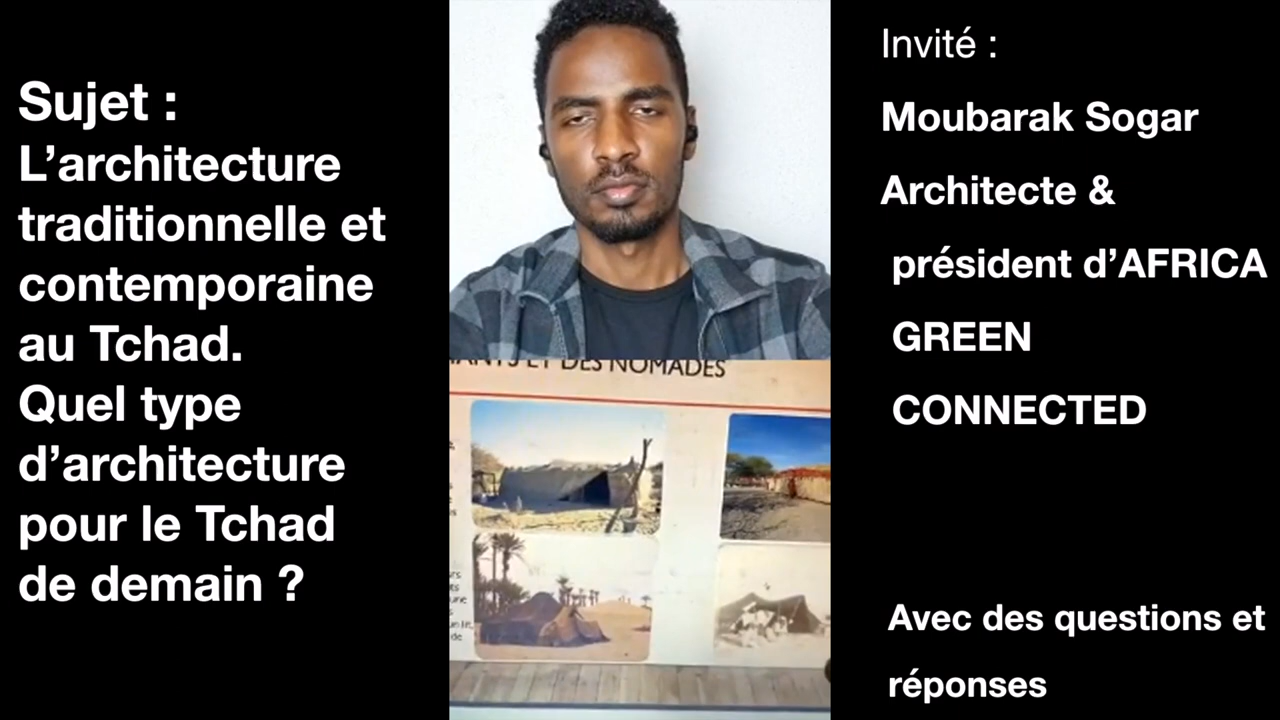 Sujet :
L’architecture
traditionnelle et
contemporaine
au Tchad.
Quel type
d’architecture
pour le Tchad
de demain ?
ET DES NOMADES
Invité :
Moubarak Sogar
Architecte &
président d’AFRICA
GREEN
CONNECTED
Avec des questions et
réponses